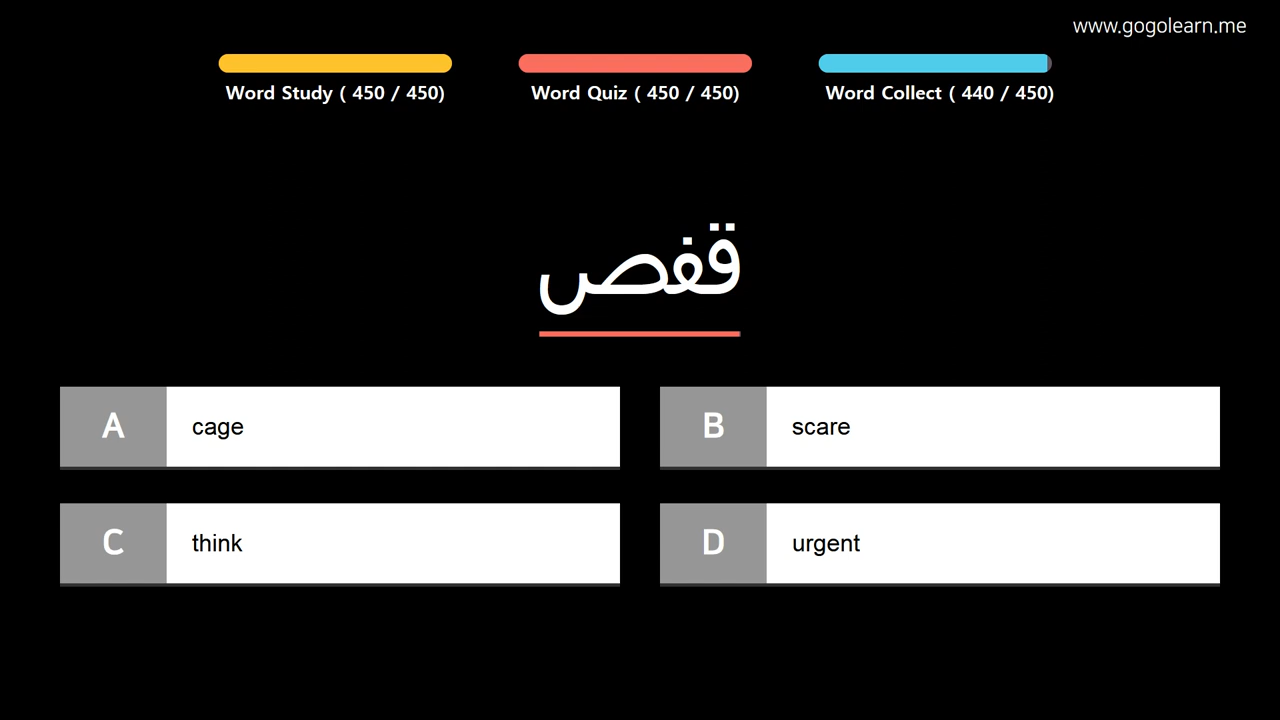 www.gogolearn.me
Word Study ( 450 / 450)
Word Quiz ( 450 / 450)
Word Collect ( 440 / 450)
قفص
A cage
B scare
C think
D urgent